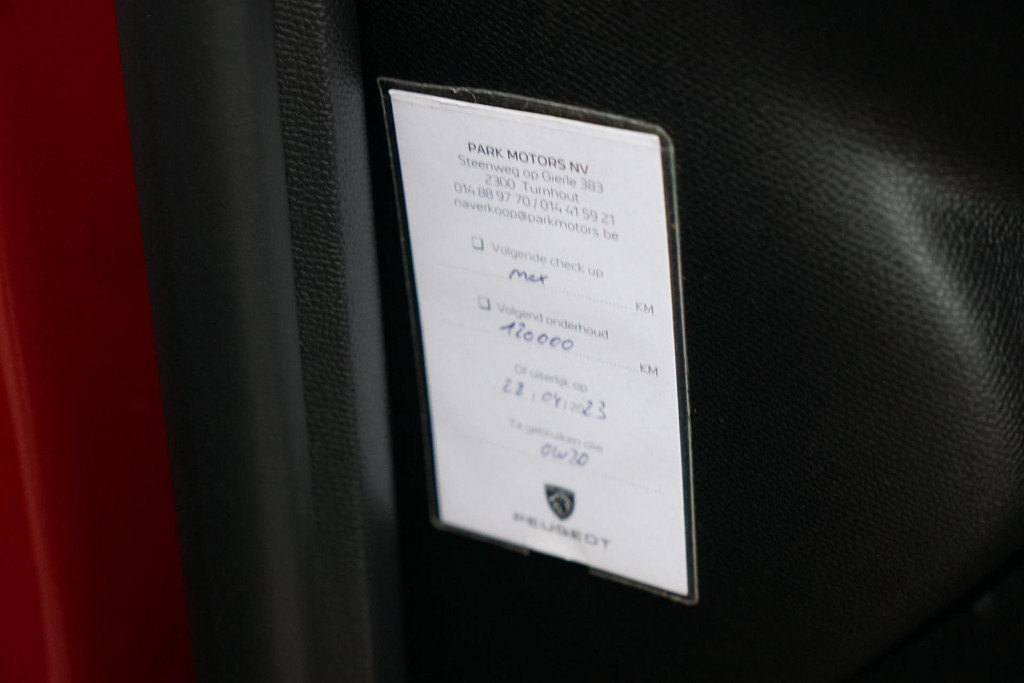 PARK MOTORS NV
Steenweg op Gierle 383
2300 Turnhout
014 88 97 70 / 014 41 59 21
naverkoop@parkmotors.be
❏ Volgende check up
max .................... KM
❏ Volgend onderhoud
120000 .................... KM
Of uiterlijk op
28 / 04 / 2023
Te gebruiken olie
0W20
PEUGEOT